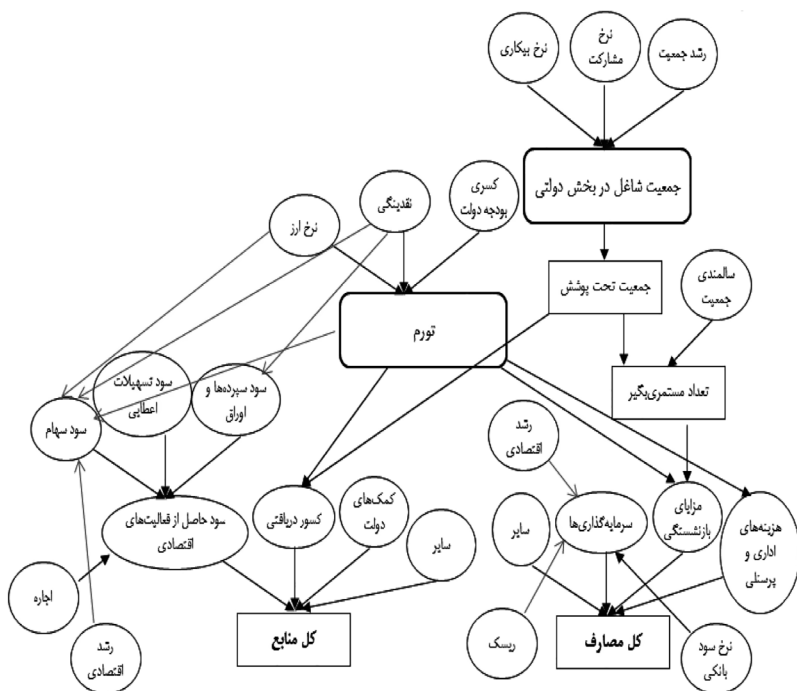 نرخ بیکاری
نرخ
مشارکت
رشد جمعیت
جمعیت شاغل در بخش دولتی
کسری
بودجه دولت
نقدینگی
نرخ ارز
جمعیت تحت پوشش
سالمندی
جمعیت
تورم
تعداد مستمری‌بگیر
سود سپرده‌ها و
اوراق
سود تسهیلات
اعطایی
سود سهام
رشد
اقتصادی
هزینه‌های
اداری و
پرسنلی
مزایای
بازنشستگی
سرمایه‌گذاری‌ها
سایر
کمک‌های
دولت
کسور دریافتی
سود حاصل از فعالیت‌های
اقتصادی
سایر
اجاره
کل مصارف
کل منابع
نرخ سود
بانکی
ریسک
رشد
اقتصادی